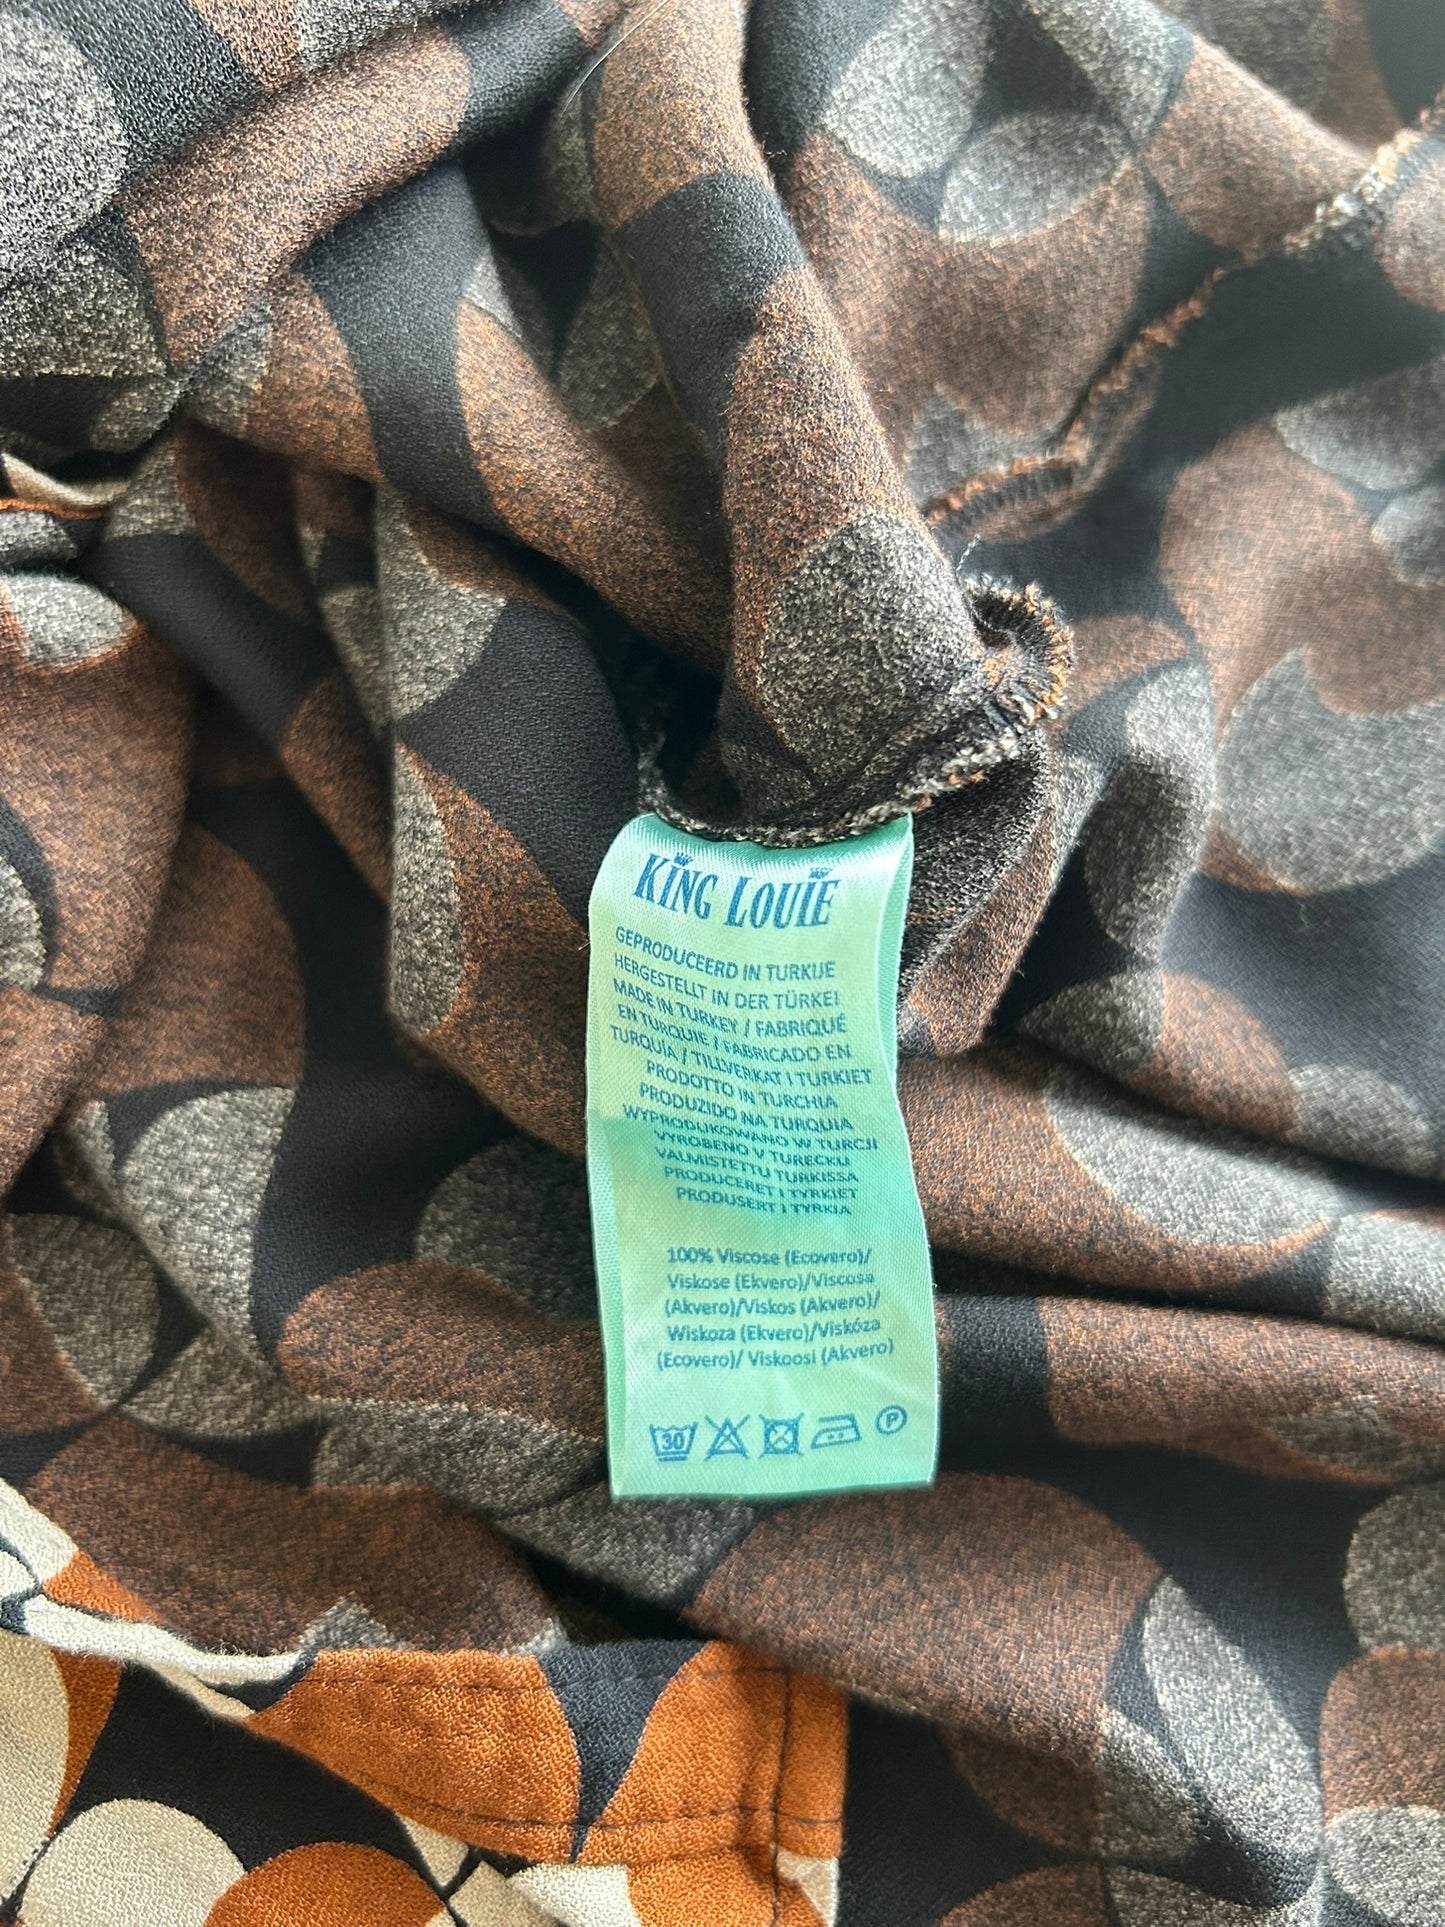 KING LOUIE
GEPRODUCEERD IN TURKIJE
HERGESTELLT IN DER TÜRKEI
MADE IN TURKEY / FABRIQUÉ
EN TURQUIE / FABRICADO EN
TURQUÍA / TILLVERKAT I TURKIET
PRODOTTO IN TURCHIA
PRODUZIDO NA TURQUIA
WYPRODUKOWANO W TURCJI
VYROBENO V TURECKU
VALMISTETTU TURKISSA
PRODUCERET I TYRKIET
PRODUSERT I TYRKIA
100% Viscose (Ecovero)/
Viskose (Ekvero)/Viscosa
(Akvero)/Viskos (Akvero)/
Wiskoza (Ekvero)/Viskóza
(Ecovero)/ Viskoosi (Akvero)
30 P